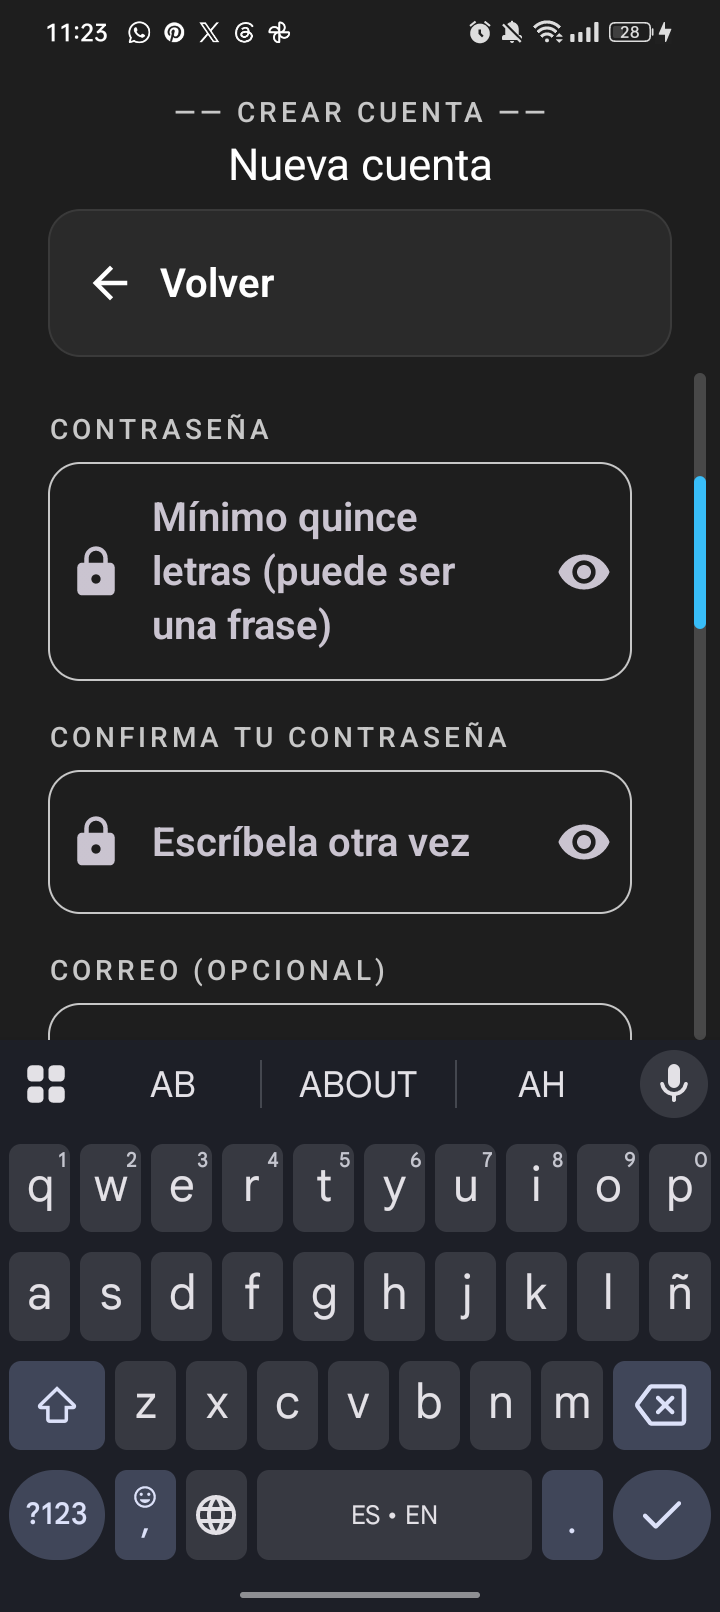 11:23
28
—— CREAR CUENTA ——
Nueva cuenta
Volver
CONTRASEÑA
Mínimo quince
letras (puede ser
una frase)
CONFIRMA TU CONTRASEÑA
Escríbela otra vez
CORREO (OPCIONAL)
AB ABOUT AH
1 2 3 4 5 6 7 8 9 0
q w e r t y u i o p
a s d f g h j k l ñ
z x c v b n m
?123 , ES • EN .